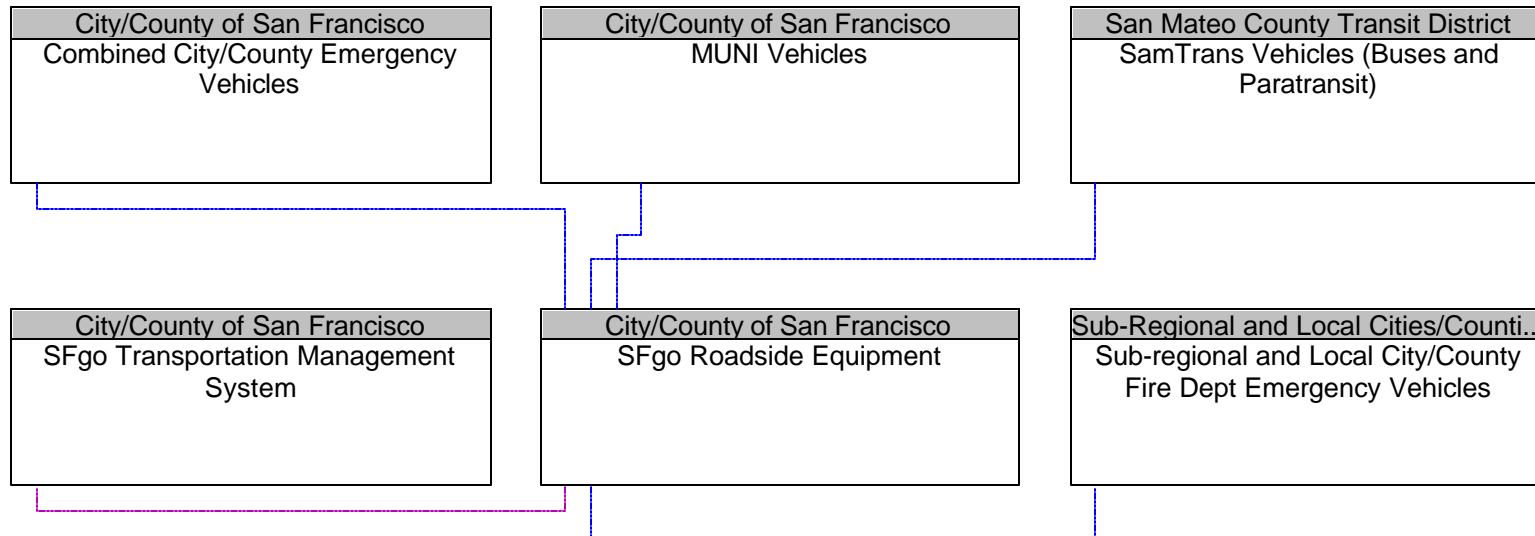 City/County of San Francisco
Combined City/County Emergency
Vehicles
City/County of San Francisco
MUNI Vehicles
San Mateo County Transit District
SamTrans Vehicles (Buses and
Paratransit)
City/County of San Francisco
SFgo Transportation Management
System
City/County of San Francisco
SFgo Roadside Equipment
Sub-Regional and Local Cities/Counti..
Sub-regional and Local City/County
Fire Dept Emergency Vehicles